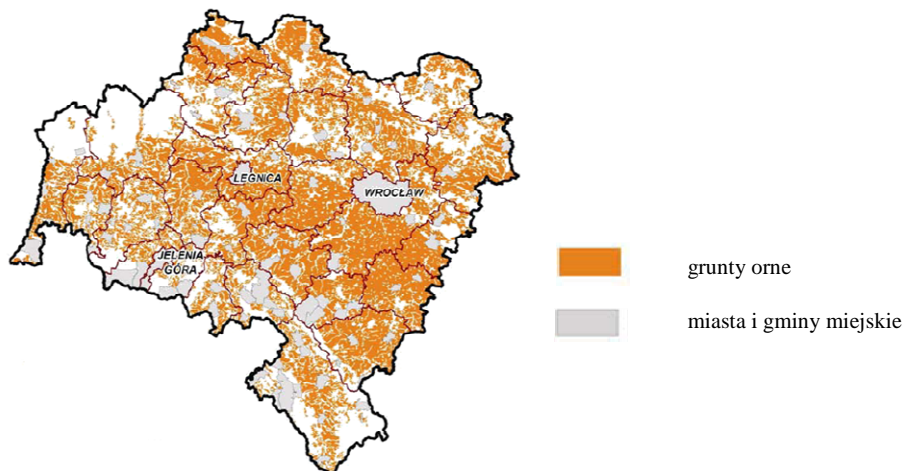 LEGNICA
WROCŁAW
JELENIA
GÓRA
grunty orne
miasta i gminy miejskie